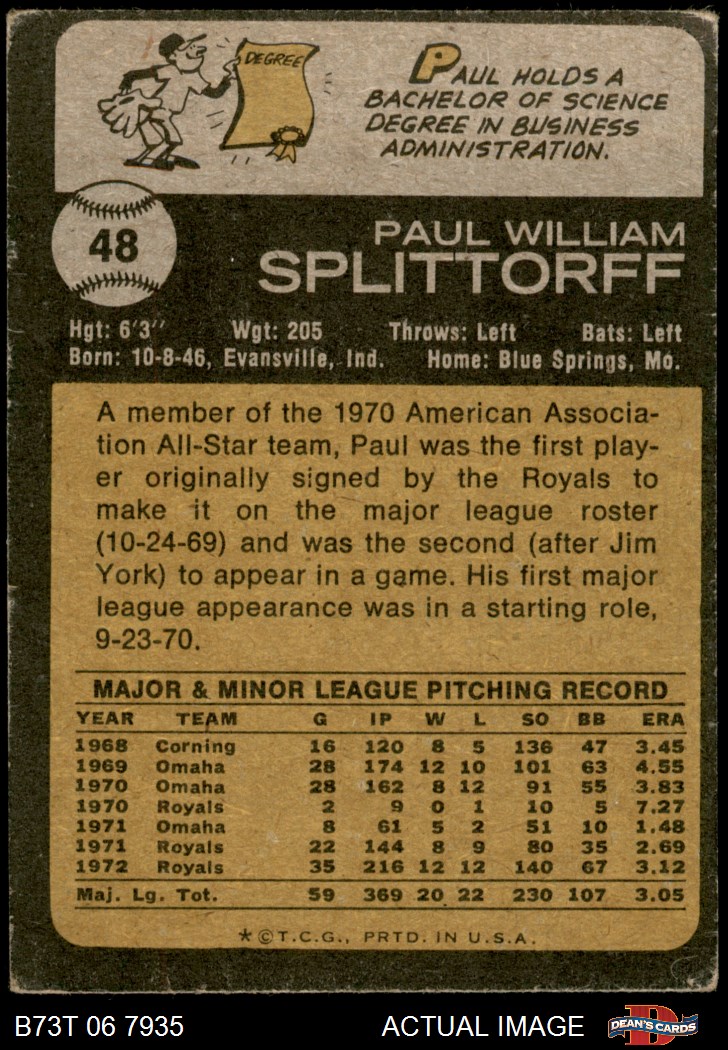 DEGREE
PAUL HOLDS A
BACHELOR OF SCIENCE
DEGREE IN BUSINESS
ADMINISTRATION.
48
PAUL WILLIAM
SPLITTORFF
Hgt: 6'3" Wgt: 205 Throws: Left Bats: Left
Born: 10-8-46, Evansville, Ind. Home: Blue Springs, Mo.
A member of the 1970 American Associa-
tion All-Star team, Paul was the first play-
er originally signed by the Royals to
make it on the major league roster
(10-24-69) and was the second (after Jim
York) to appear in a game. His first major
league appearance was in a starting role,
9-23-70.
MAJOR & MINOR LEAGUE PITCHING RECORD
YEAR TEAM G IP W L SO BB ERA
1968 Corning 16 120 8 5 136 47 3.45
1969 Omaha 28 174 12 10 101 63 4.55
1970 Omaha 28 162 8 12 91 55 3.83
1970 Royals 2 9 0 1 10 5 7.27
1971 Omaha 8 61 5 2 51 10 1.48
1971 Royals 22 144 8 9 80 35 2.69
1972 Royals 35 216 12 12 140 67 3.12
Maj. Lg. Tot. 59 369 20 22 230 107 3.05
*©T.C.G., PRTD. IN U.S.A.
B73T 06 7935 ACTUAL IMAGE D DEAN'S CARDS